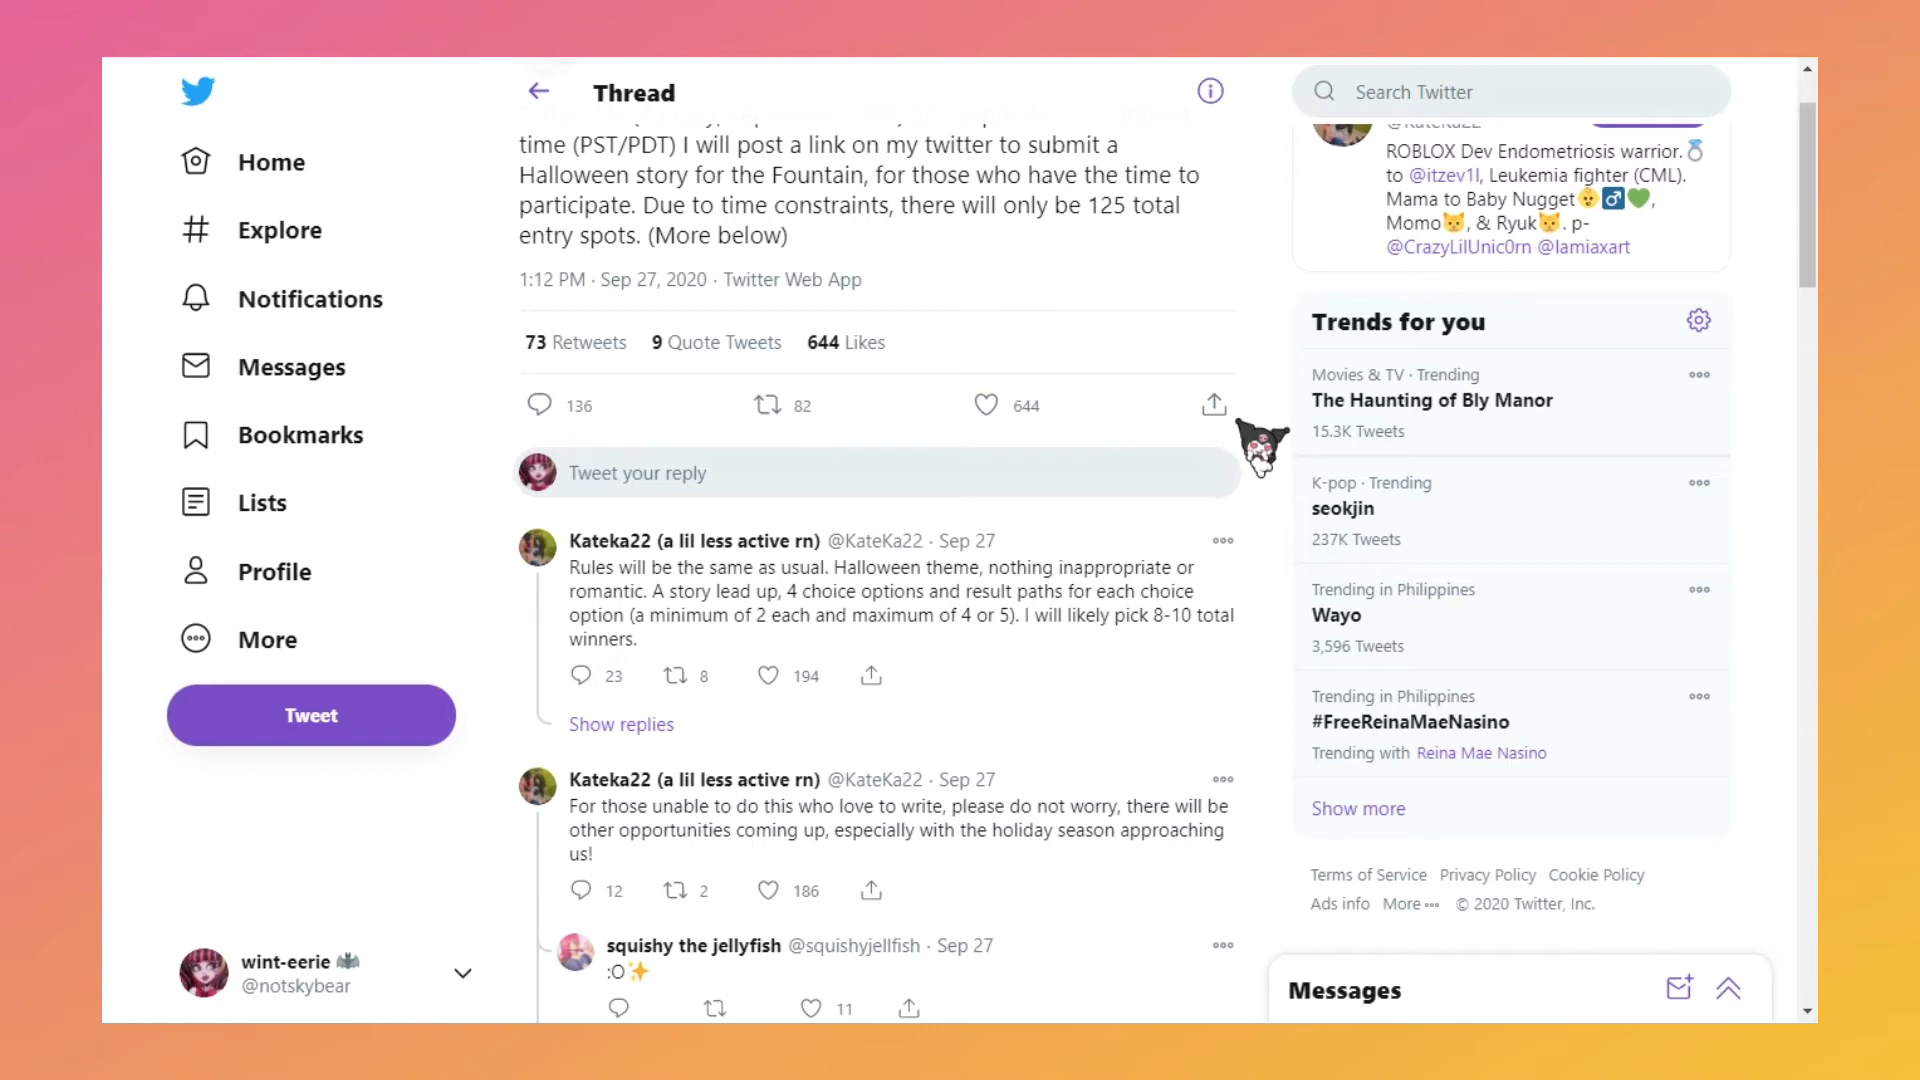 Thread
Search Twitter
Home
Explore
Notifications
Messages
Bookmarks
Lists
Profile
More
Tweet
wint-eerie
@notskybear
time (PST/PDT) I will post a link on my twitter to submit a
Halloween story for the Fountain, for those who have the time to
participate. Due to time constraints, there will only be 125 total
entry spots. (More below)
1:12 PM · Sep 27, 2020 · Twitter Web App
73 Retweets 9 Quote Tweets 644 Likes
136 82 644
Tweet your reply
Kateka22 (a lil less active rn) @KateKa22 · Sep 27
Rules will be the same as usual. Halloween theme, nothing inappropriate or
romantic. A story lead up, 4 choice options and result paths for each choice
option (a minimum of 2 each and maximum of 4 or 5). I will likely pick 8-10 total
winners.
23 8 194
Show replies
Kateka22 (a lil less active rn) @KateKa22 · Sep 27
For those unable to do this who love to write, please do not worry, there will be
other opportunities coming up, especially with the holiday season approaching
us!
12 2 186
squishy the jellyfish @squishyjellfish · Sep 27
:O✨
11
@KateKa22
ROBLOX Dev Endometriosis warrior.💍
to @itzev1l, Leukemia fighter (CML).
Mama to Baby Nugget👶♂️💚,
Momo🐱, & Ryuk🐱. p-
@CrazyLilUnic0rn @lamiaxart
Trends for you
Movies & TV · Trending
The Haunting of Bly Manor
15.3K Tweets
K-pop · Trending
seokjin
237K Tweets
Trending in Philippines
Wayo
3,596 Tweets
Trending in Philippines
#FreeReinaMaeNasino
Trending with Reina Mae Nasino
Show more
Terms of Service Privacy Policy Cookie Policy
Ads info More © 2020 Twitter, Inc.
Messages